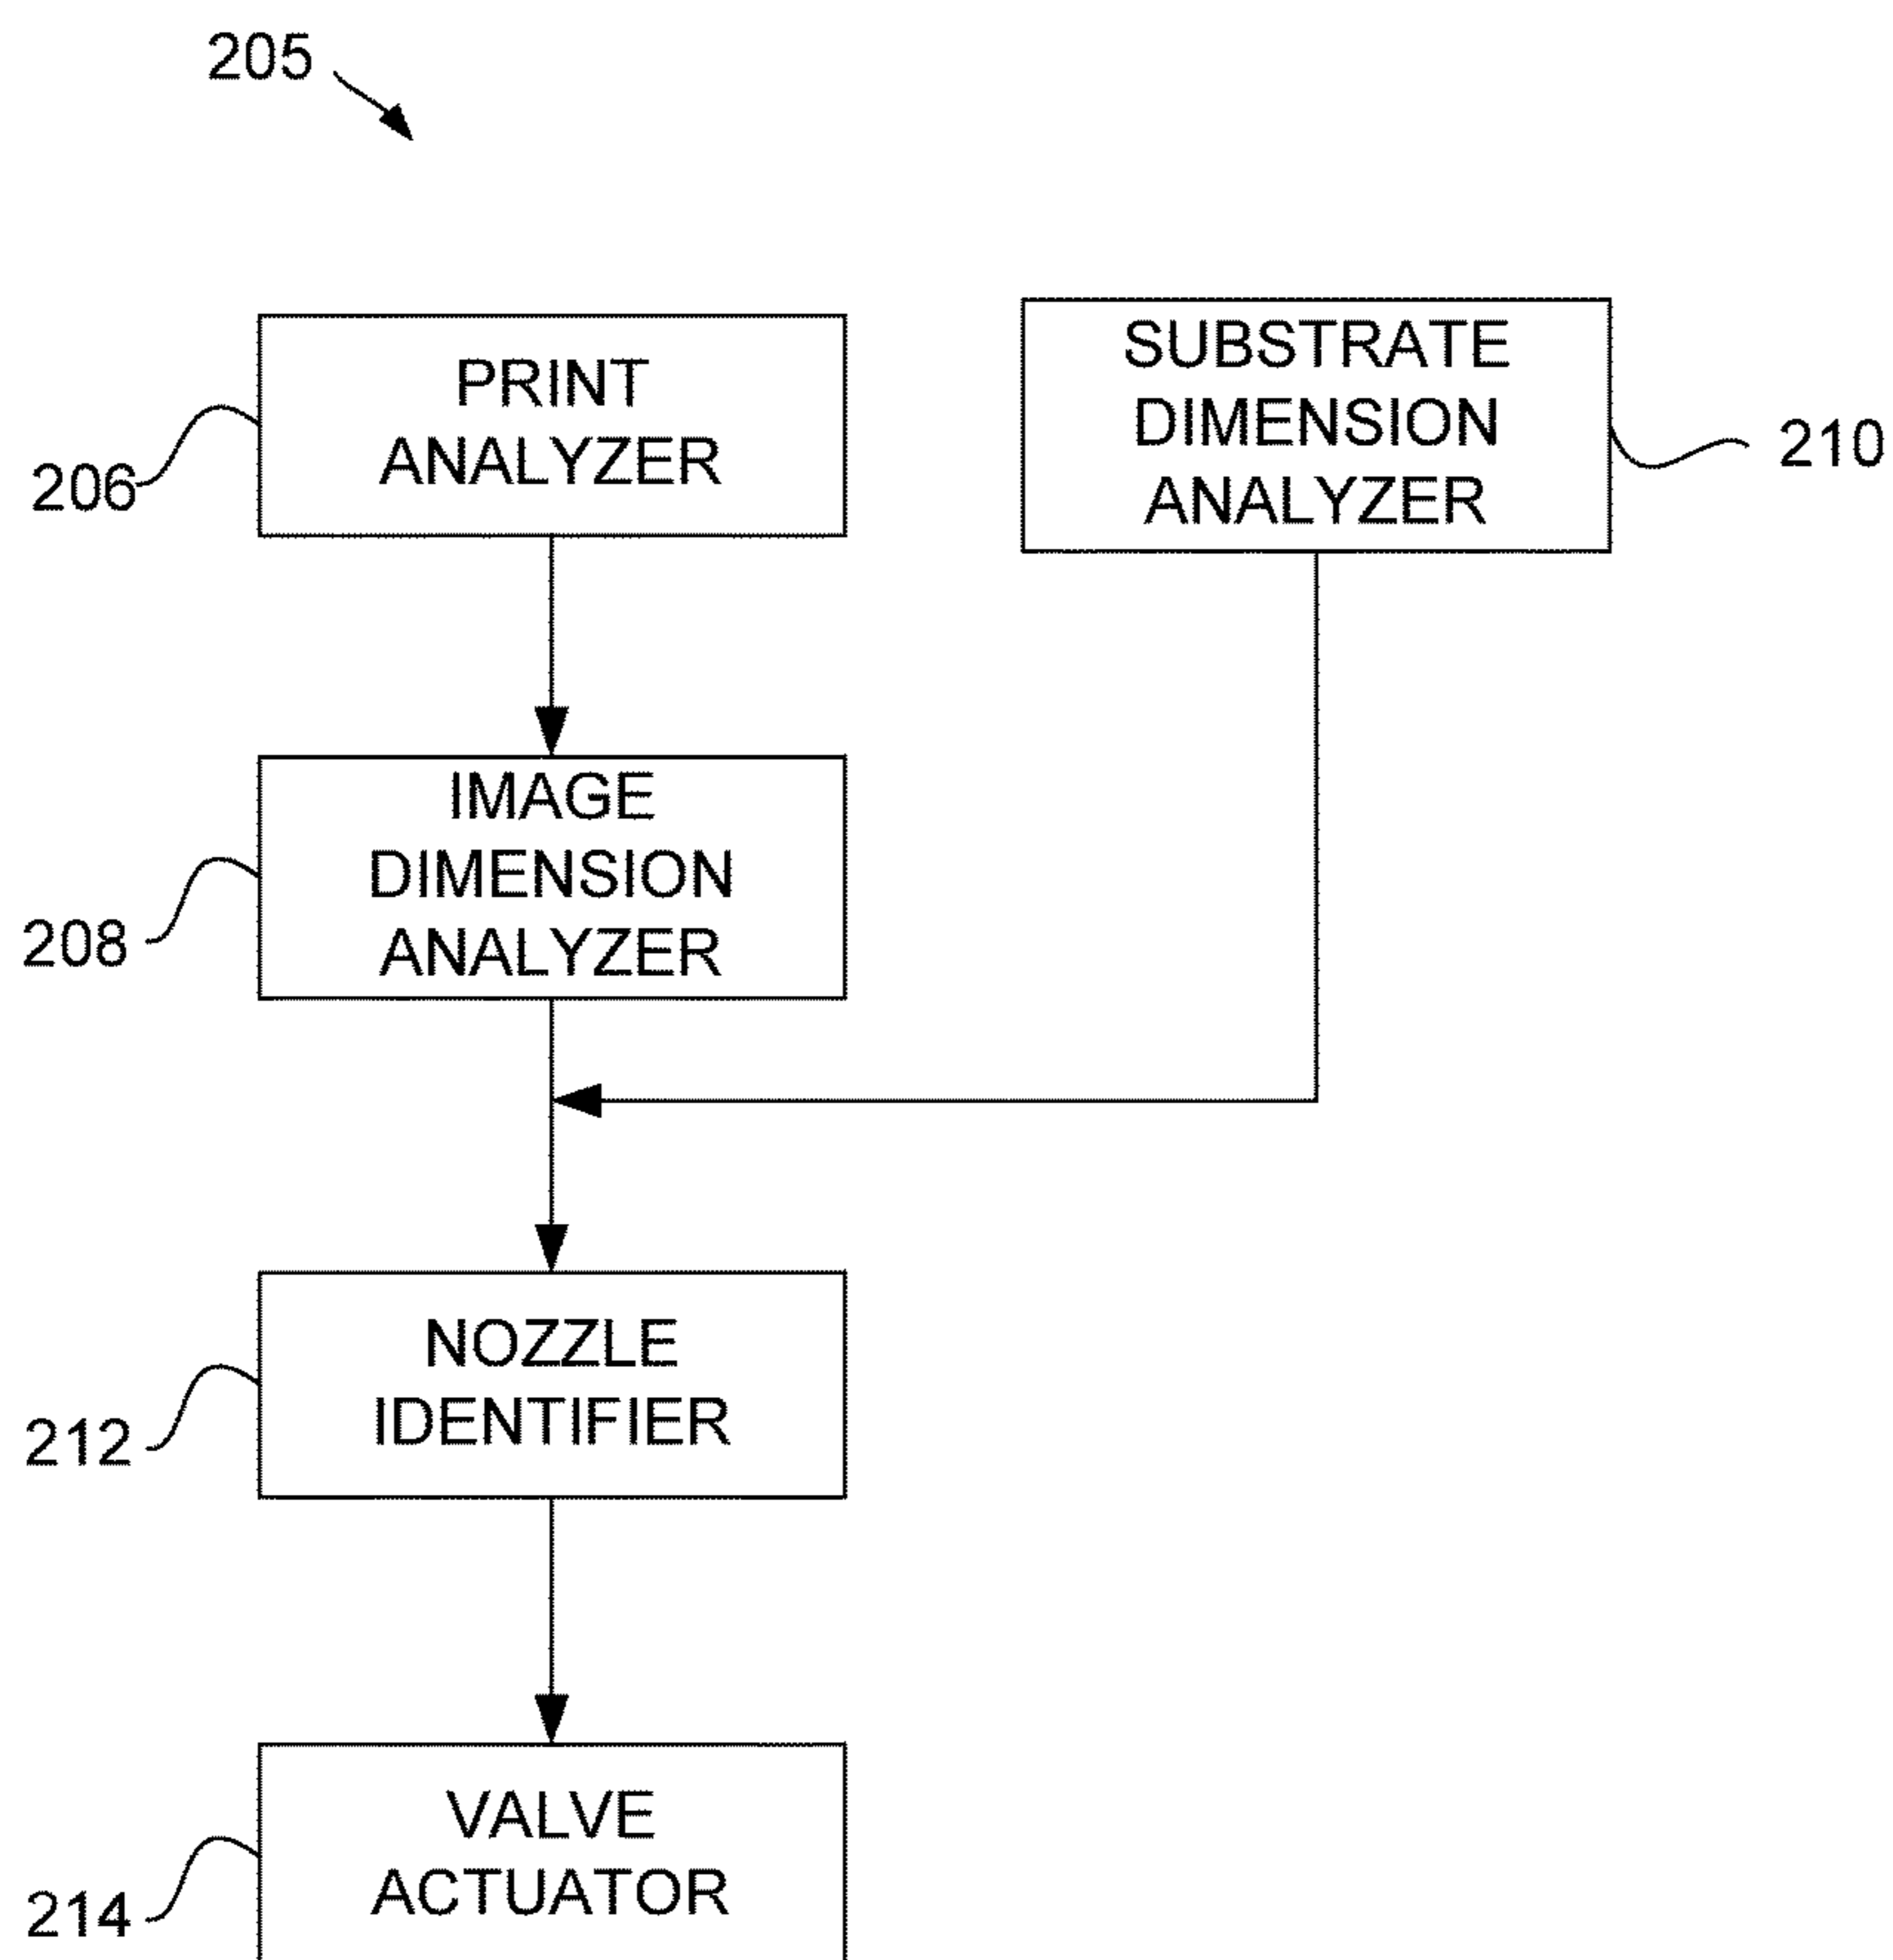 205
PRINT
ANALYZER
206
SUBSTRATE
DIMENSION
ANALYZER
210
IMAGE
DIMENSION
ANALYZER
208
NOZZLE
IDENTIFIER
212
VALVE
ACTUATOR
214